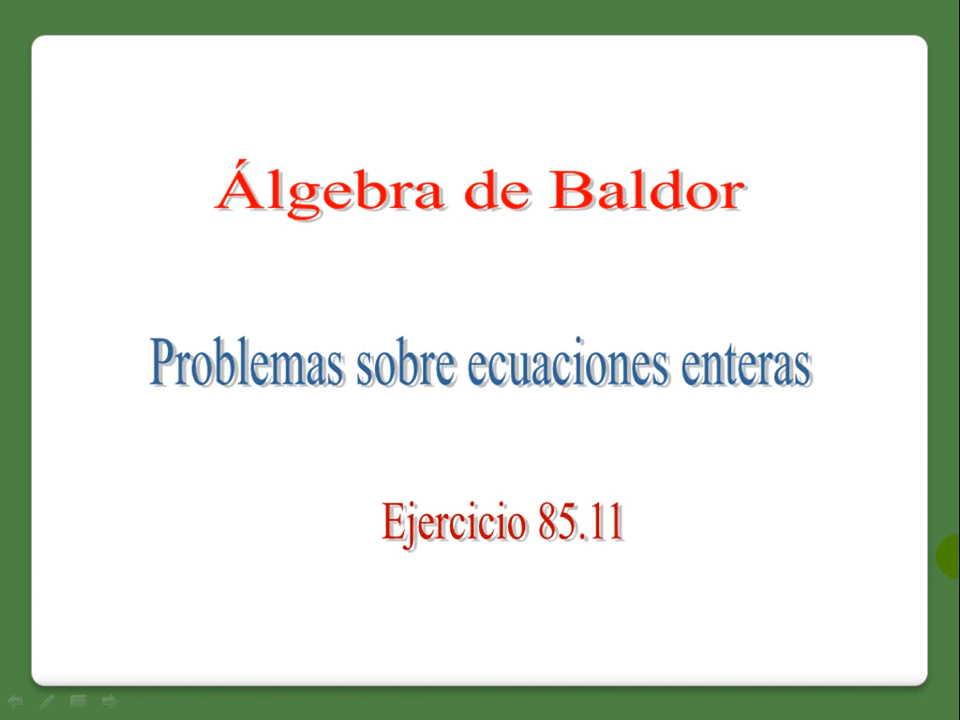 Álgebra de Baldor
Problemas sobre ecuaciones enteras
Ejercicio 85.11